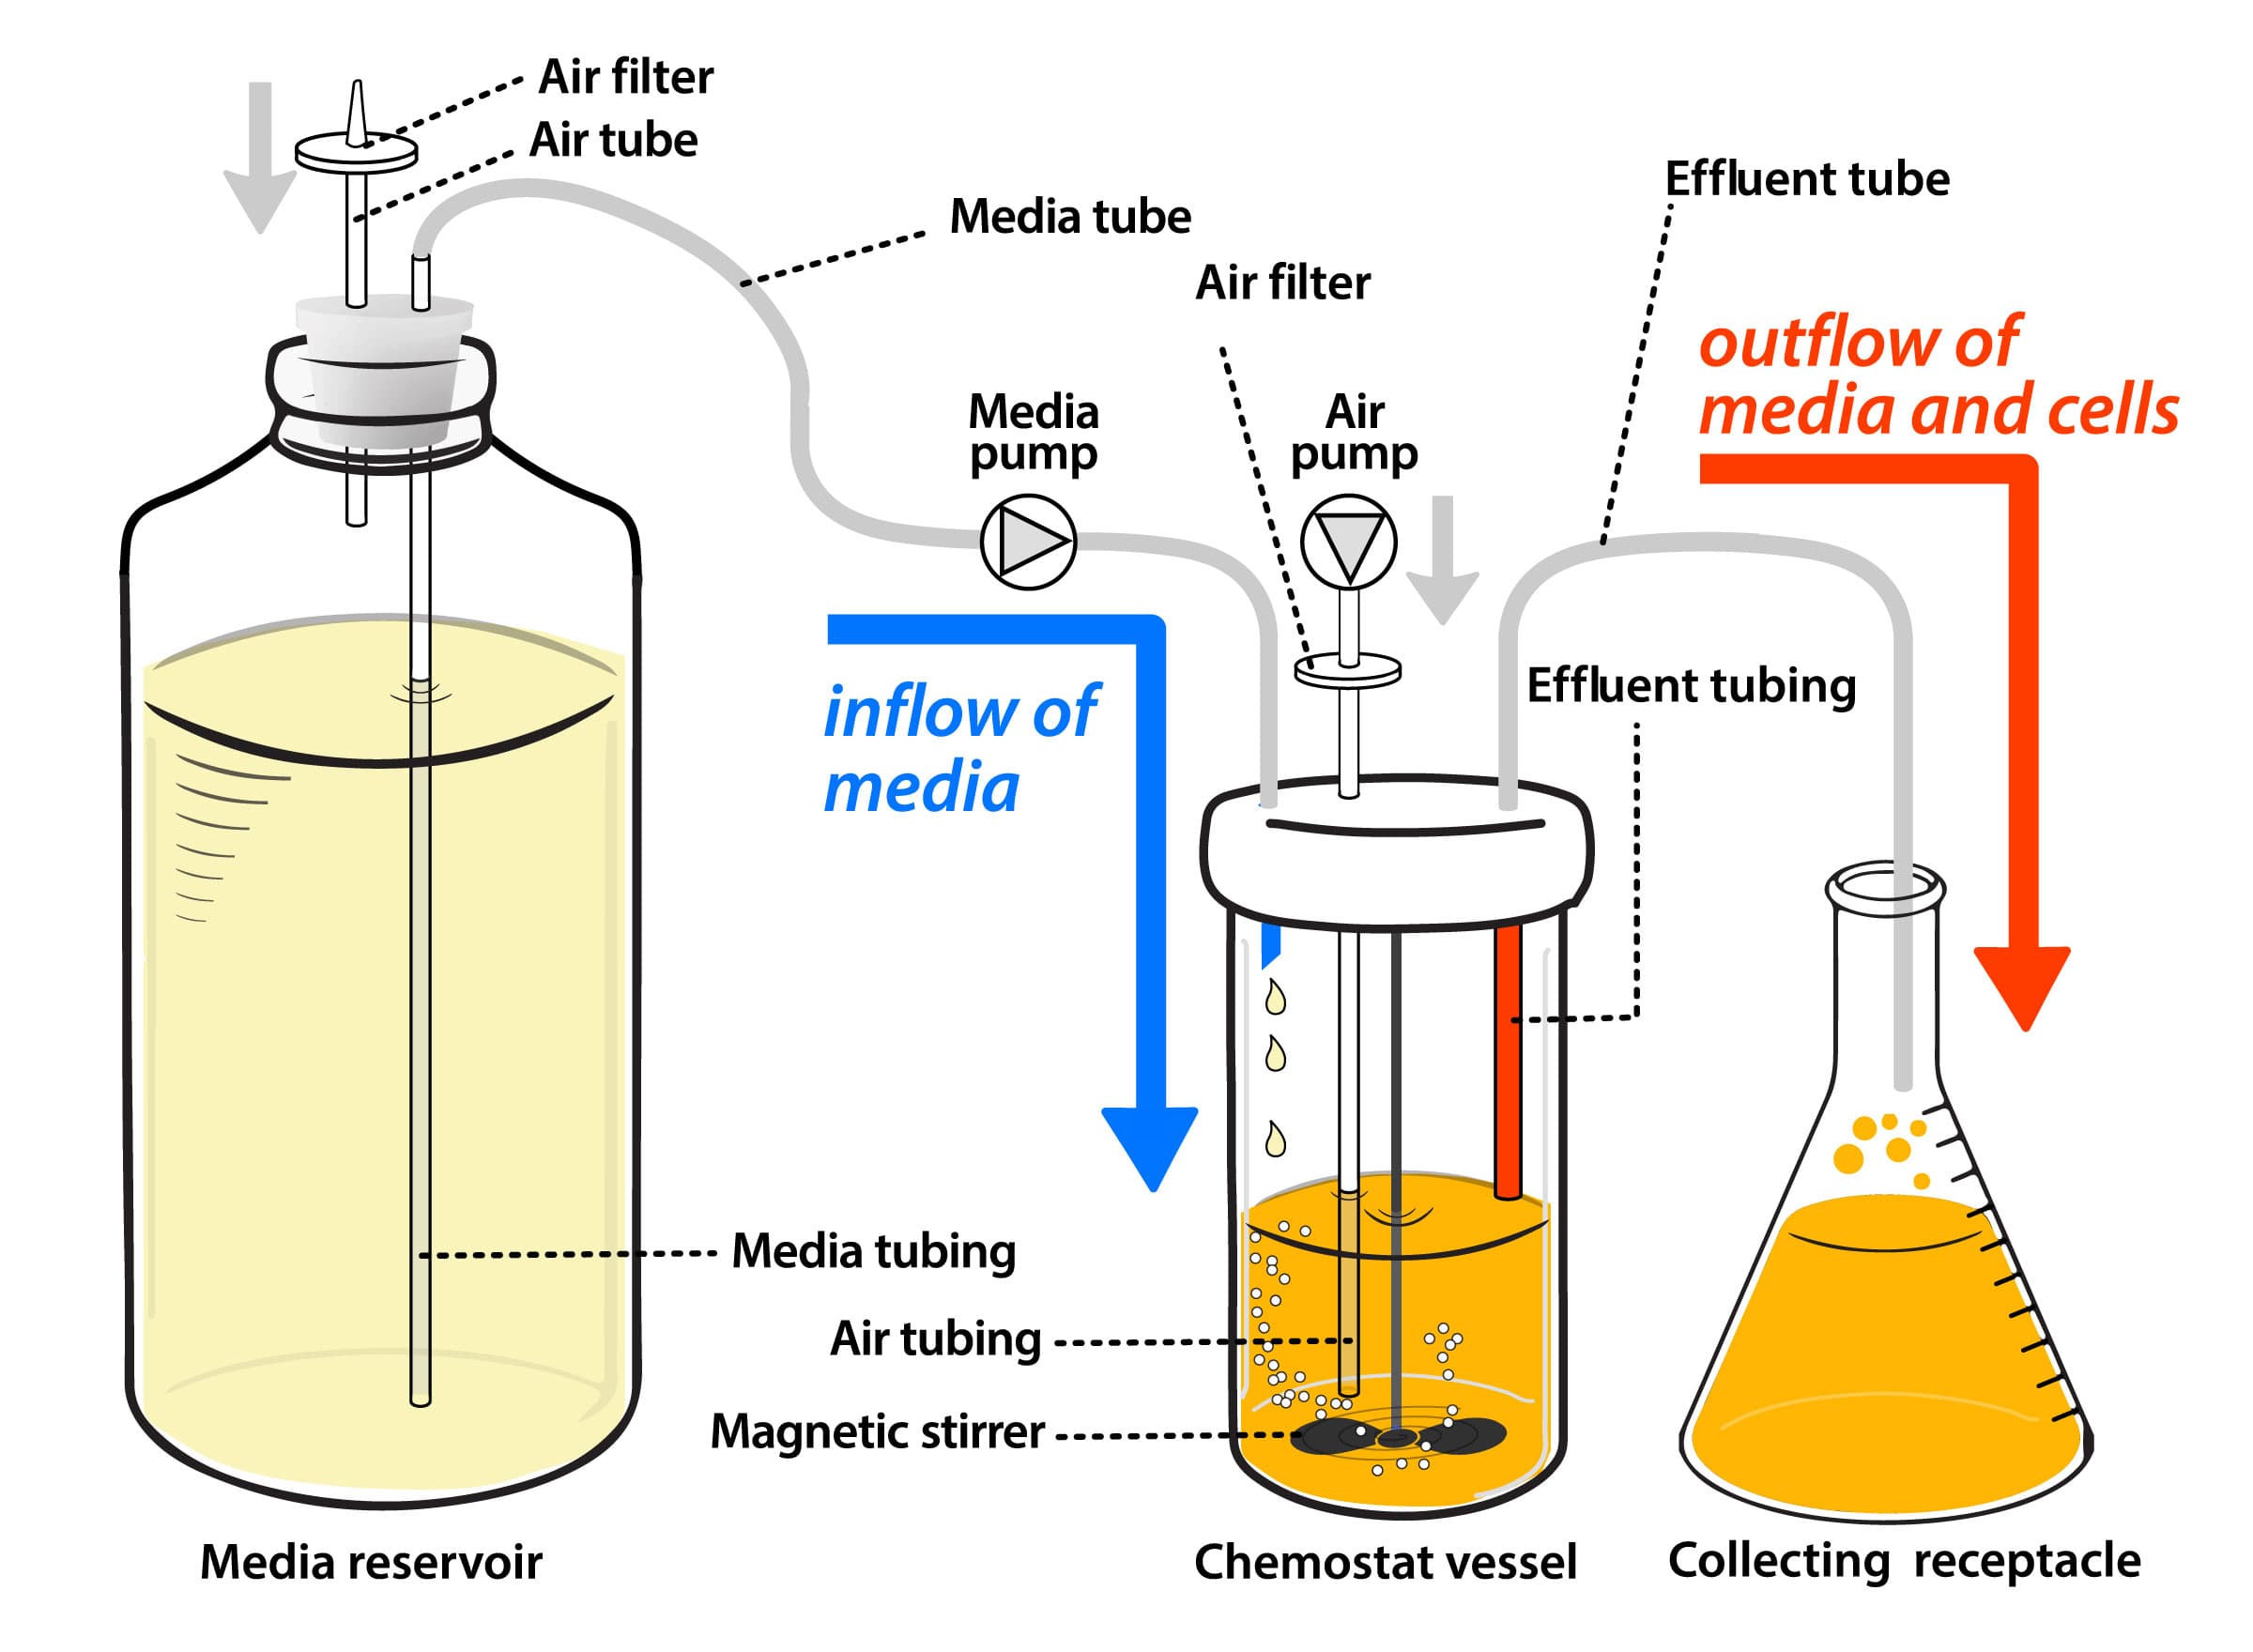 Air filter
Air tube
Media tube
Effluent tube
Air filter
outflow of
media and cells
Media
pump
Air
pump
inflow of
media
Effluent tubing
Media tubing
Air tubing
Magnetic stirrer
Media reservoir
Chemostat vessel
Collecting receptacle